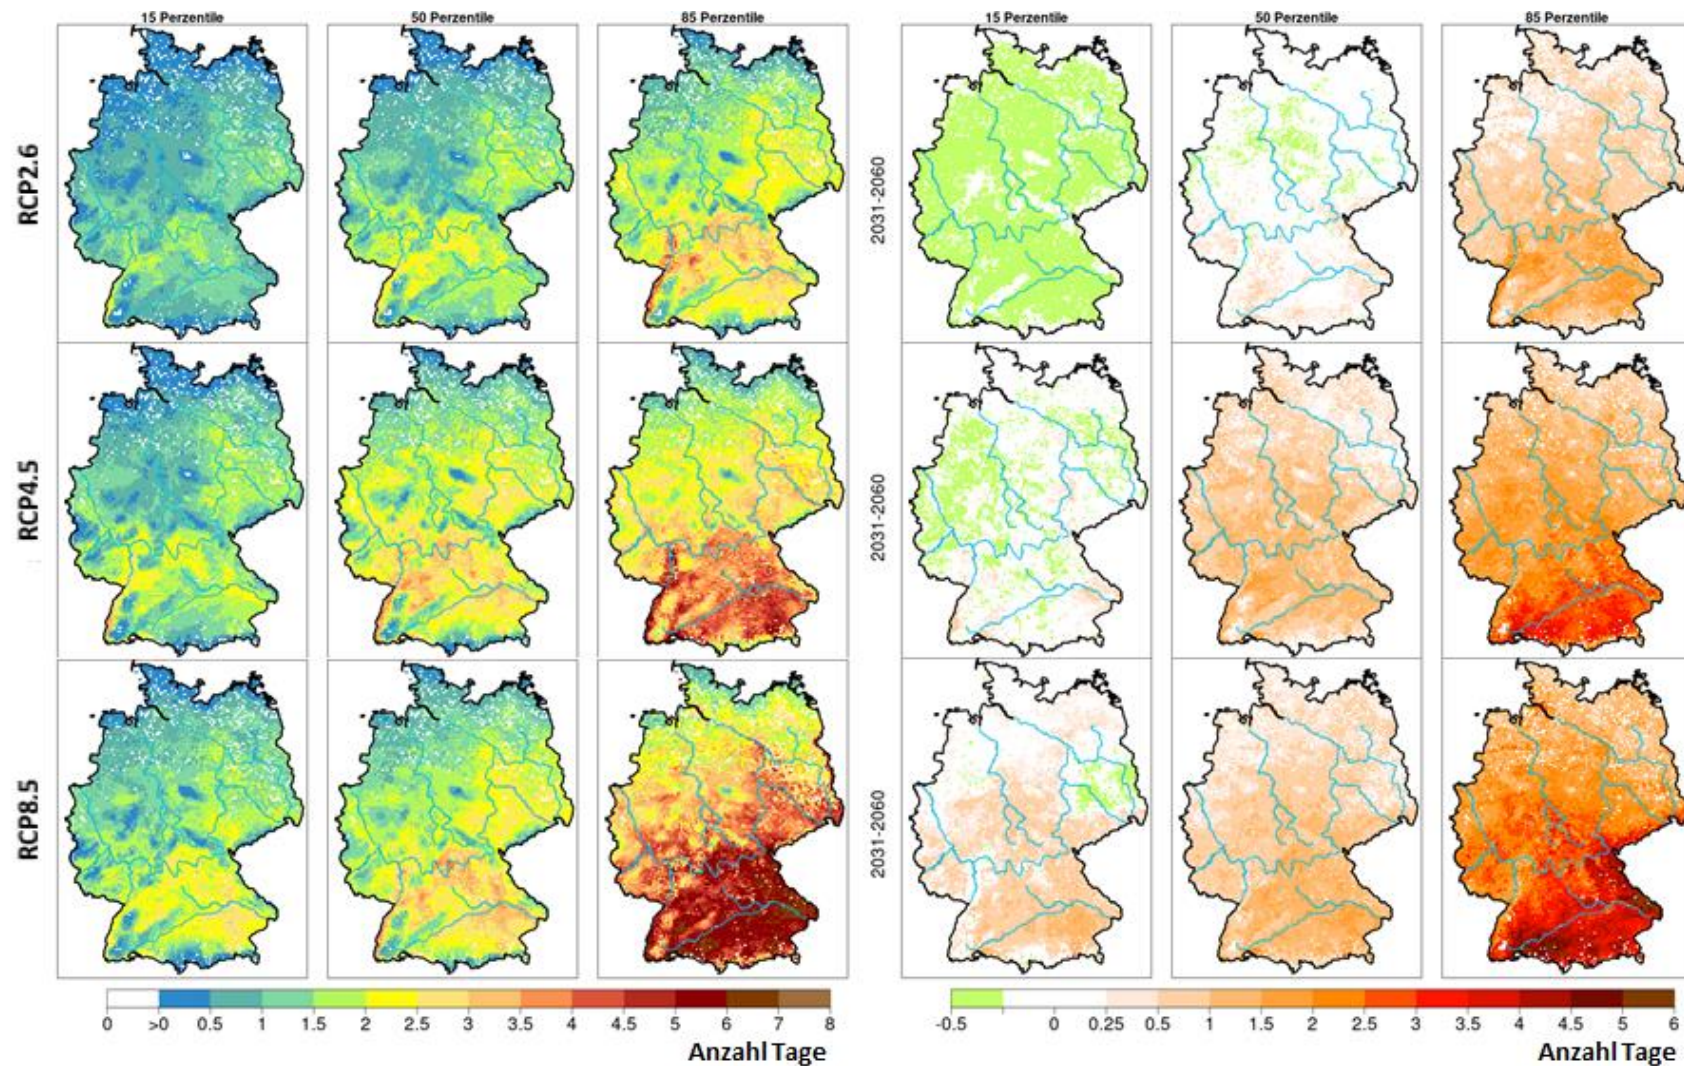 15 Perzentile 50 Perzentile 85 Perzentile 15 Perzentile 50 Perzentile 85 Perzentile
RCP2.6
2031-2060
RCP4.5
2031-2060
RCP8.5
2031-2060
0 >0 0.5 1 1.5 2 2.5 3 3.5 4 4.5 5 6 7 8
-0.5 0 0.25 0.5 1 1.5 2 2.5 3 3.5 4 4.5 5 6
Anzahl Tage Anzahl Tage